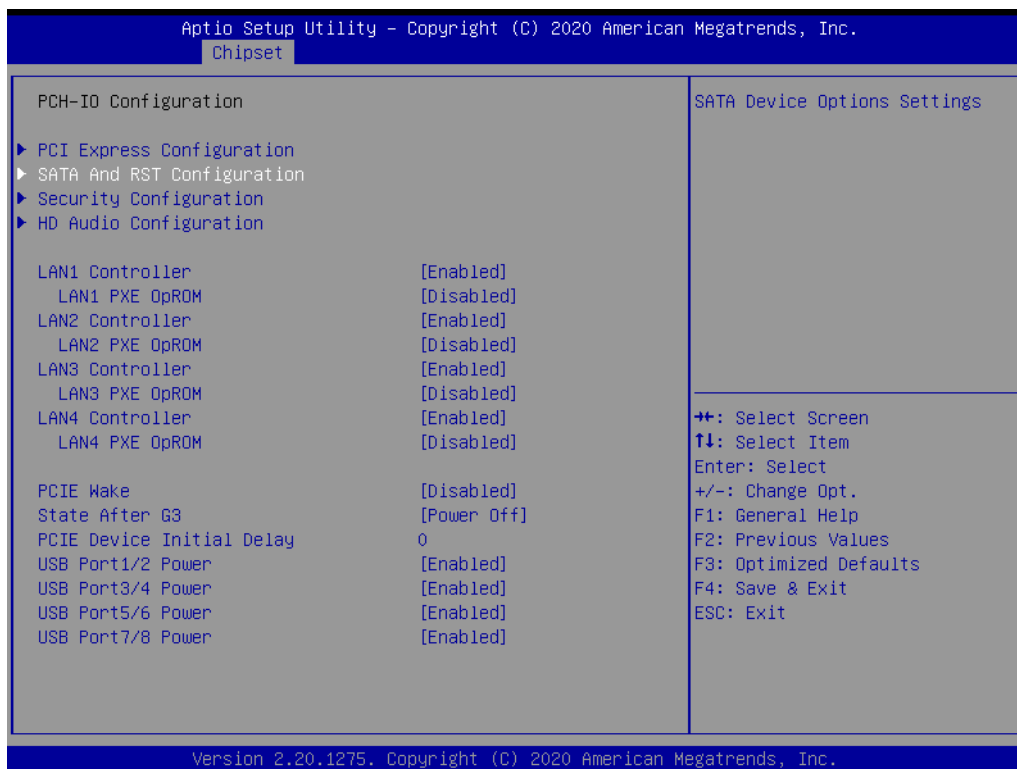 Aptio Setup Utility – Copyright (C) 2020 American Megatrends, Inc.
Chipset
PCH-IO Configuration
▶ PCI Express Configuration
▶ SATA And RST Configuration
▶ Security Configuration
▶ HD Audio Configuration
LAN1 Controller [Enabled]
LAN1 PXE OpROM [Disabled]
LAN2 Controller [Enabled]
LAN2 PXE OpROM [Disabled]
LAN3 Controller [Enabled]
LAN3 PXE OpROM [Disabled]
LAN4 Controller [Enabled]
LAN4 PXE OpROM [Disabled]
PCIE Wake [Disabled]
State After G3 [Power Off]
PCIE Device Initial Delay 0
USB Port1/2 Power [Enabled]
USB Port3/4 Power [Enabled]
USB Port5/6 Power [Enabled]
USB Port7/8 Power [Enabled]
SATA Device Options Settings
→←: Select Screen
↑↓: Select Item
Enter: Select
+/-: Change Opt.
F1: General Help
F2: Previous Values
F3: Optimized Defaults
F4: Save & Exit
ESC: Exit
Version 2.20.1275. Copyright (C) 2020 American Megatrends, Inc.